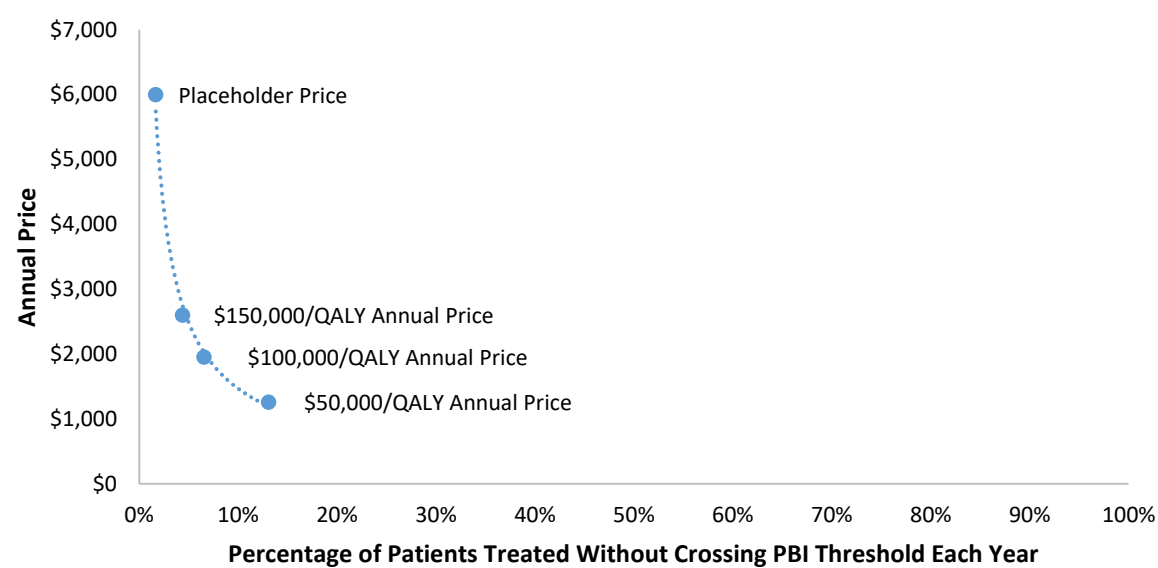 $7,000
$6,000
Placeholder Price
$5,000
$4,000
Annual Price
$3,000
$150,000/QALY Annual Price
$2,000
$100,000/QALY Annual Price
$50,000/QALY Annual Price
$1,000
$0
0% 10% 20% 30% 40% 50% 60% 70% 80% 90% 100%
Percentage of Patients Treated Without Crossing PBI Threshold Each Year